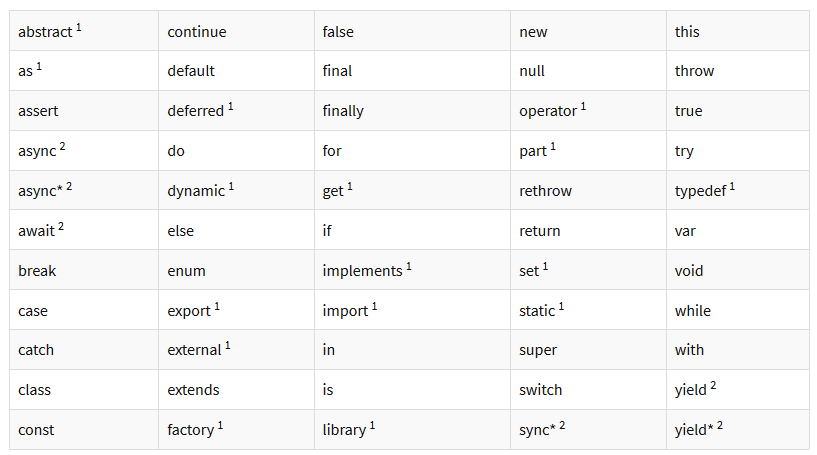 abstract 1 continue false new this
as 1 default final null throw
assert deferred 1 finally operator 1 true
async 2 do for part 1 try
async* 2 dynamic 1 get 1 rethrow typedef 1
await 2 else if return var
break enum implements 1 set 1 void
case export 1 import 1 static 1 while
catch external 1 in super with
class extends is switch yield 2
const factory 1 library 1 sync* 2 yield* 2